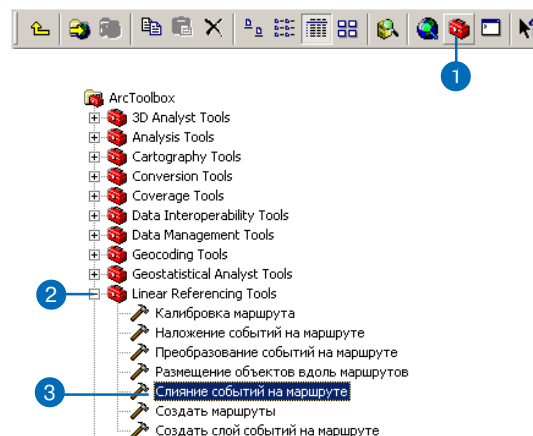 1
ArcToolbox
3D Analyst Tools
Analysis Tools
Cartography Tools
Conversion Tools
Coverage Tools
Data Interoperability Tools
Data Management Tools
Geocoding Tools
Geostatistical Analyst Tools
2 Linear Referencing Tools
Калибровка маршрута
Наложение событий на маршруте
Преобразование событий на маршруте
Размещение объектов вдоль маршрутов
3 Слияние событий на маршруте
Создать маршруты
Создать слой событий на маршруте